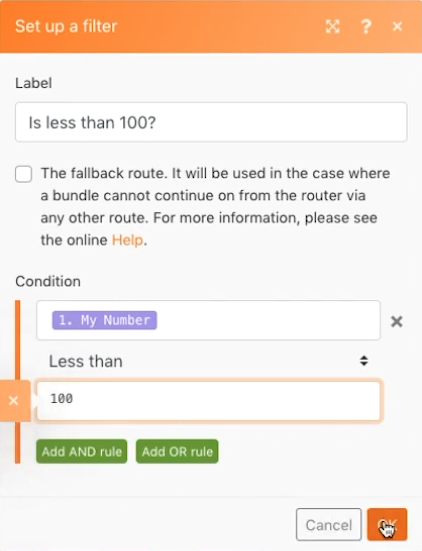 Set up a filter
?
×
Label
Is less than 100?
The fallback route. It will be used in the case where
a bundle cannot continue on from the router via
any other route. For more information, please see
the online Help.
Condition
1. My Number
Less than
100
Add AND rule
Add OR rule
Cancel